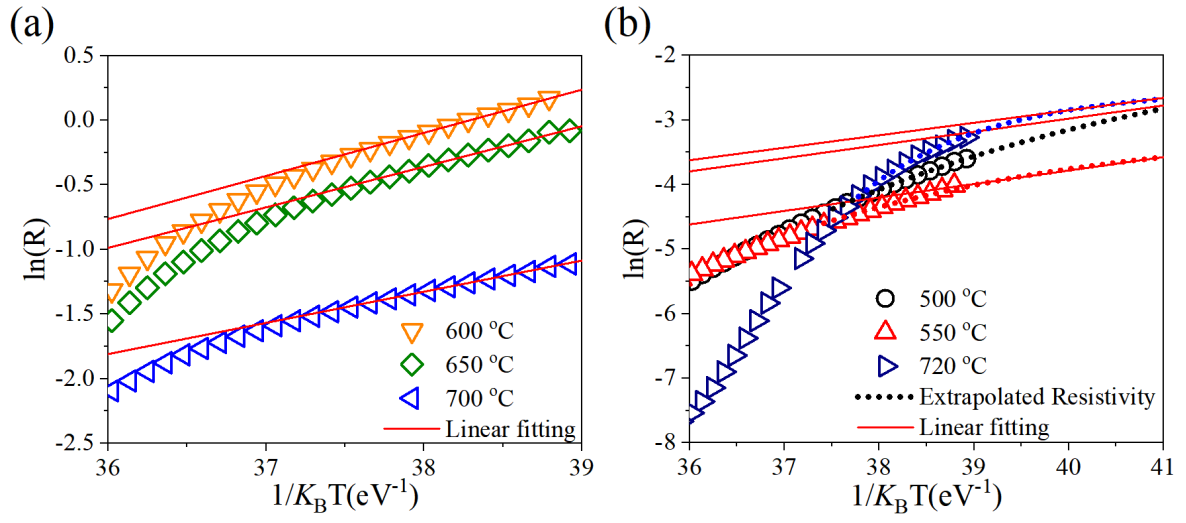 (a)
ln(R)
0.5
0.0
-0.5
-1.0
-1.5
-2.0
-2.5
600 °C
650 °C
700 °C
Linear fitting
36 37 38 39
1/K_BT(eV⁻¹)
(b)
ln(R)
-2
-3
-4
-5
-6
-7
-8
500 °C
550 °C
720 °C
Extrapolated Resistivity
Linear fitting
36 37 38 39 40 41
1/K_BT(eV⁻¹)